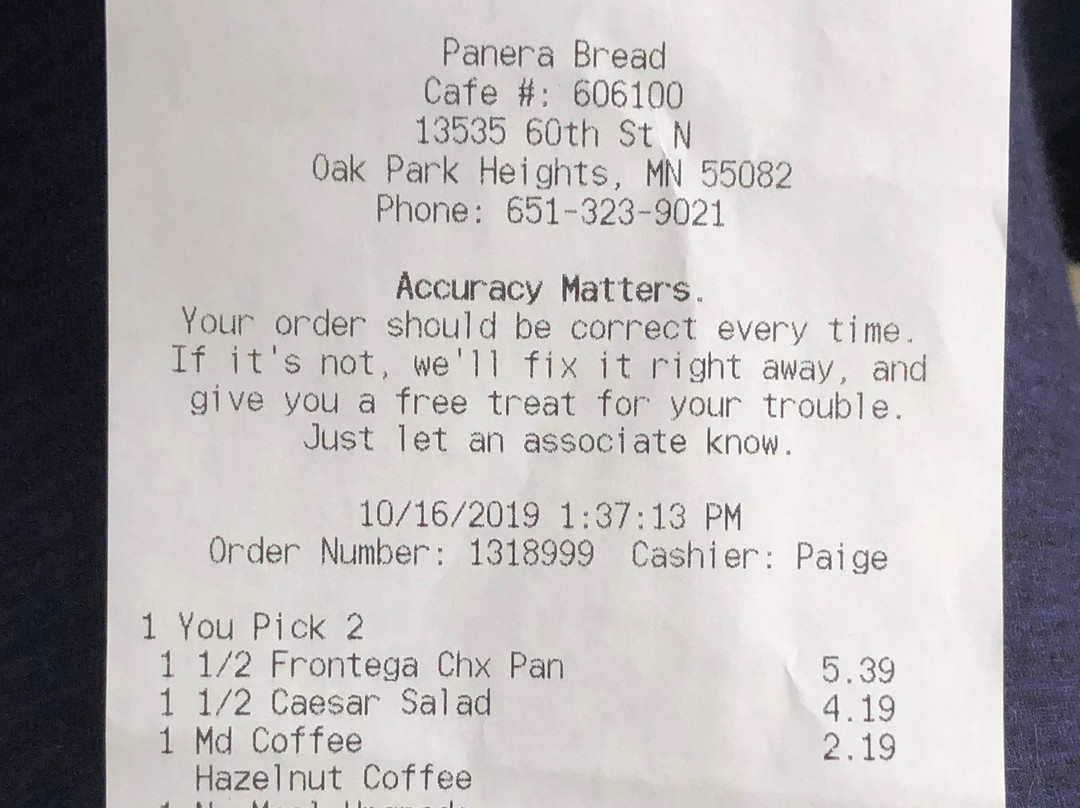 Panera Bread
Cafe #: 606100
13535 60th St N
Oak Park Heights, MN 55082
Phone: 651-323-9021
Accuracy Matters.
Your order should be correct every time.
If it's not, we'll fix it right away, and
give you a free treat for your trouble.
Just let an associate know.
10/16/2019 1:37:13 PM
Order Number: 1318999 Cashier: Paige
1 You Pick 2
1 1/2 Frontega Chx Pan 5.39
1 1/2 Caesar Salad 4.19
1 Md Coffee 2.19
Hazelnut Coffee